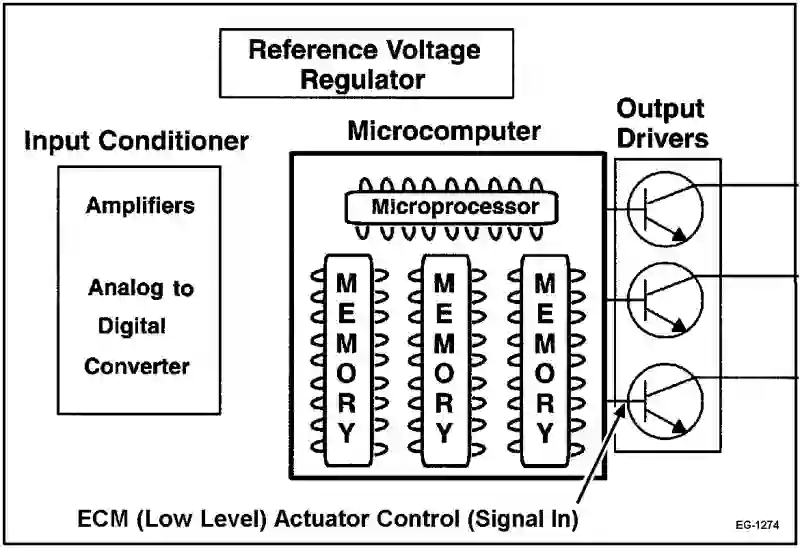 Reference Voltage
Regulator
Input Conditioner
Microcomputer
Output
Drivers
Amplifiers
Analog to
Digital
Converter
Microprocessor
MEMORY
MEMORY
MEMORY
ECM (Low Level) Actuator Control (Signal In)
EG-1274